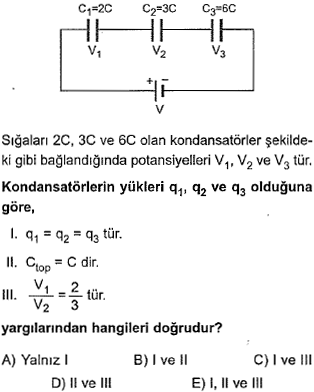 C₁=2C C₂=3C C₃=6C
V₁ V₂ V₃
+ −
V
Sığaları 2C, 3C ve 6C olan kondansatörler şekilde-
ki gibi bağlandığında potansiyelleri V₁, V₂ ve V₃ tür.
Kondansatörlerin yükleri q₁, q₂ ve q₃ olduğuna
göre,
I. q₁ = q₂ = q₃ tür.
II. C_top = C dir.
III. V₁/V₂ = 2/3 tür.
yargılarından hangileri doğrudur?
A) Yalnız I B) I ve II C) I ve III
D) II ve III E) I, II ve III